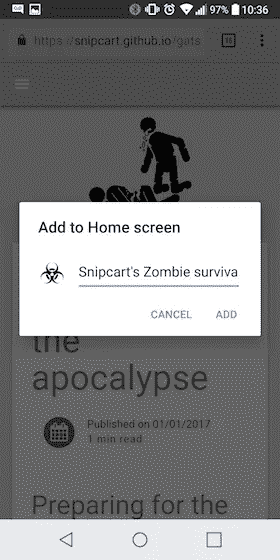 97% 10:36
https://snipcart.github.io/gats
15
Add to Home screen
Snipcart's Zombie surviva
CANCEL ADD
the
apocalypse
Published on 01/01/2017
1 min read
Preparing for the